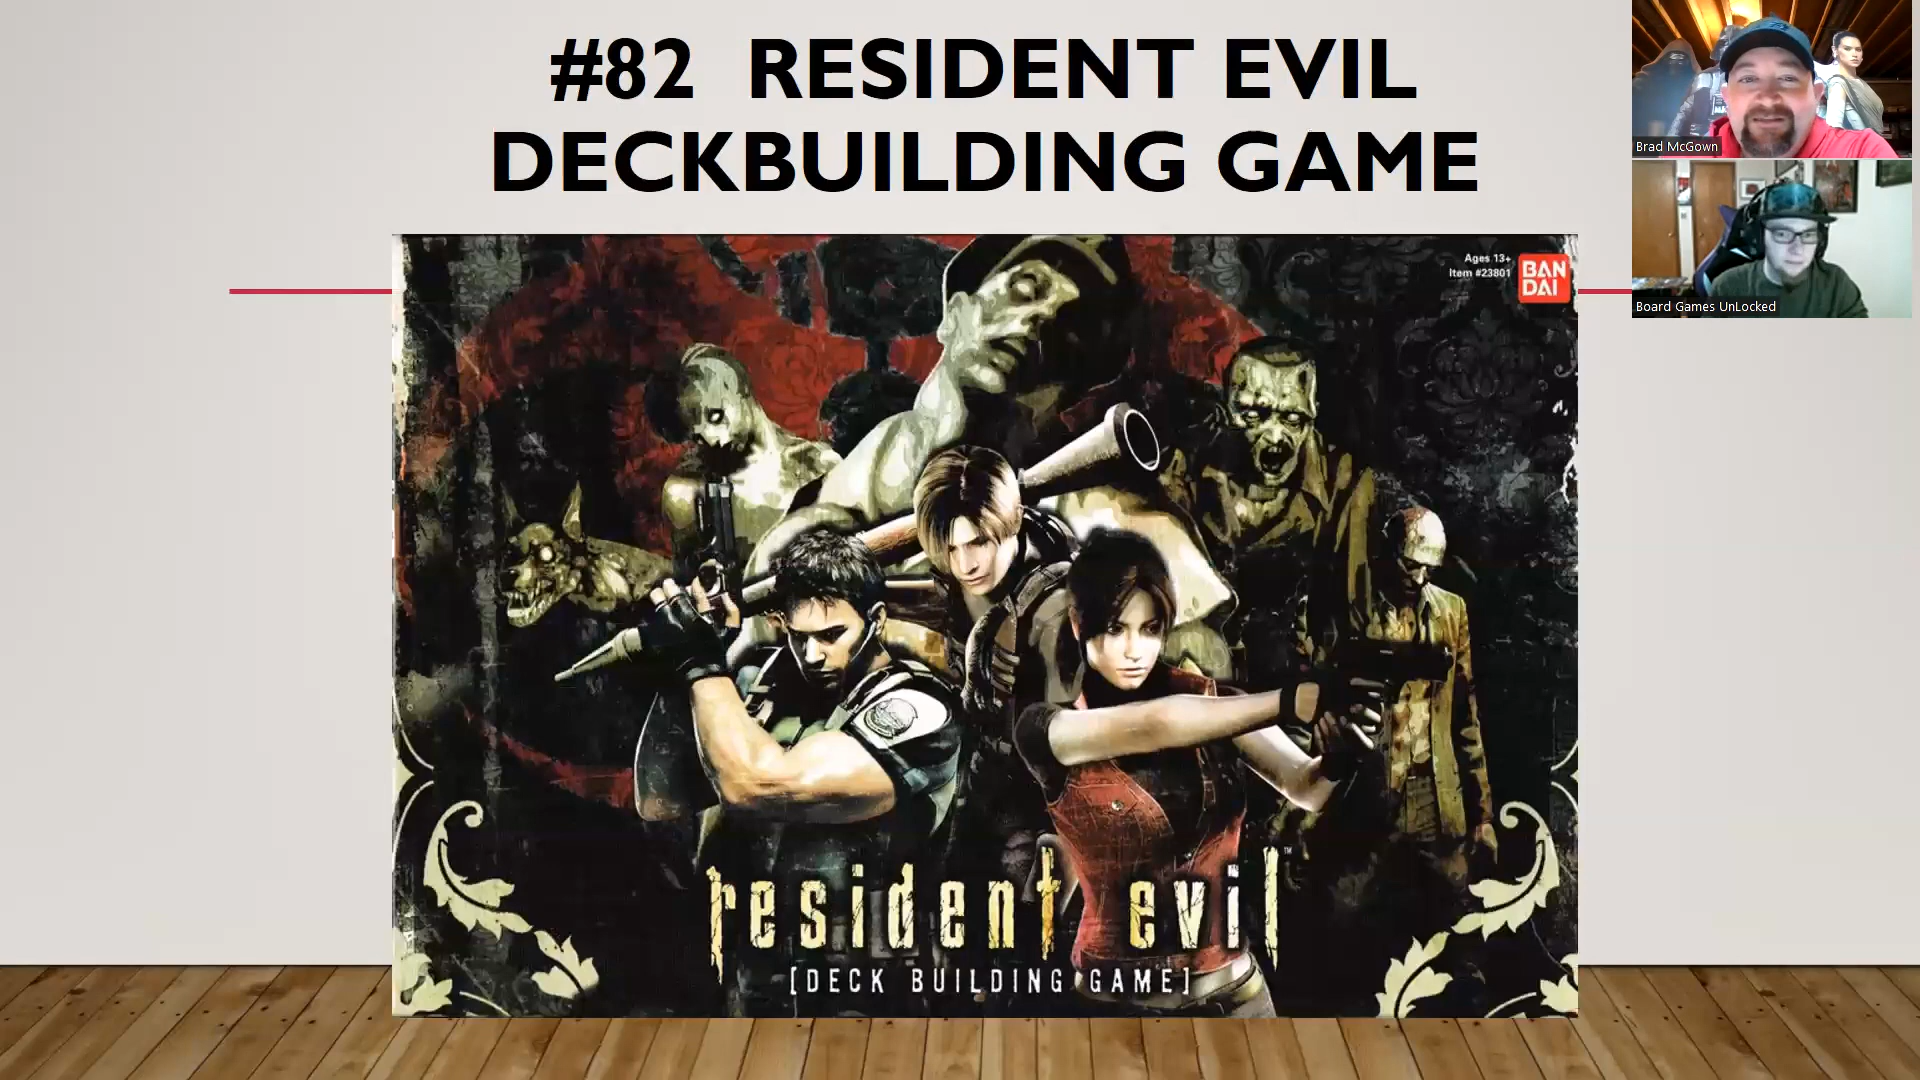 #82 RESIDENT EVIL
DECKBUILDING GAME
Ages 13+
Item #23801
BAN
DAI
resident evil™
[DECK BUILDING GAME]
Brad McGown
Board Games UnLocked